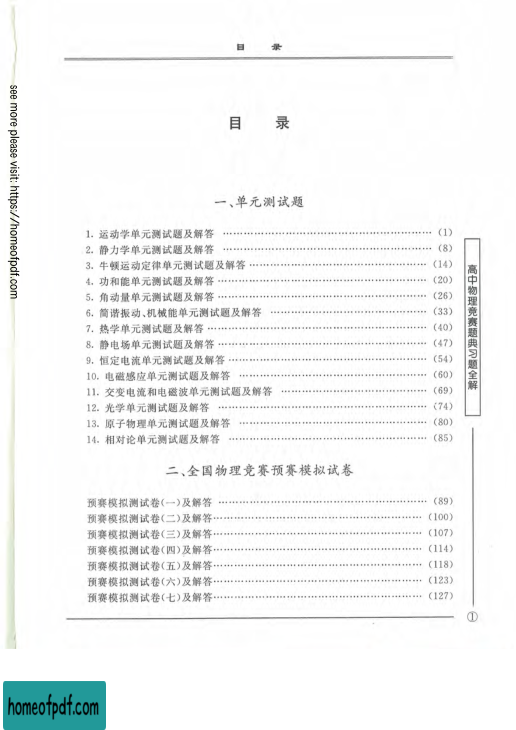 目 录
目 录
一、单元测试题
1. 运动学单元测试题及解答 …… (1)
2. 静力学单元测试题及解答 …… (8)
3. 牛顿运动定律单元测试题及解答 …… (14)
4. 功和能单元测试题及解答 …… (20)
5. 角动量单元测试题及解答 …… (26)
6. 简谐振动、机械能单元测试题及解答 …… (33)
7. 热学单元测试题及解答 …… (40)
8. 静电场单元测试题及解答 …… (47)
9. 恒定电流单元测试题及解答 …… (54)
10. 电磁感应单元测试题及解答 …… (60)
11. 交变电流和电磁波单元测试题及解答 …… (69)
12. 光学单元测试题及解答 …… (74)
13. 原子物理单元测试题及解答 …… (80)
14. 相对论单元测试题及解答 …… (85)
二、全国物理竞赛预赛模拟试卷
预赛模拟测试卷(一)及解答 …… (89)
预赛模拟测试卷(二)及解答 …… (100)
预赛模拟测试卷(三)及解答 …… (107)
预赛模拟测试卷(四)及解答 …… (114)
预赛模拟测试卷(五)及解答 …… (118)
预赛模拟测试卷(六)及解答 …… (123)
预赛模拟测试卷(七)及解答 …… (127)
高中物理竞赛题典习题全解
①
see more please visit: https://homeofpdf.com
homeofpdf.com